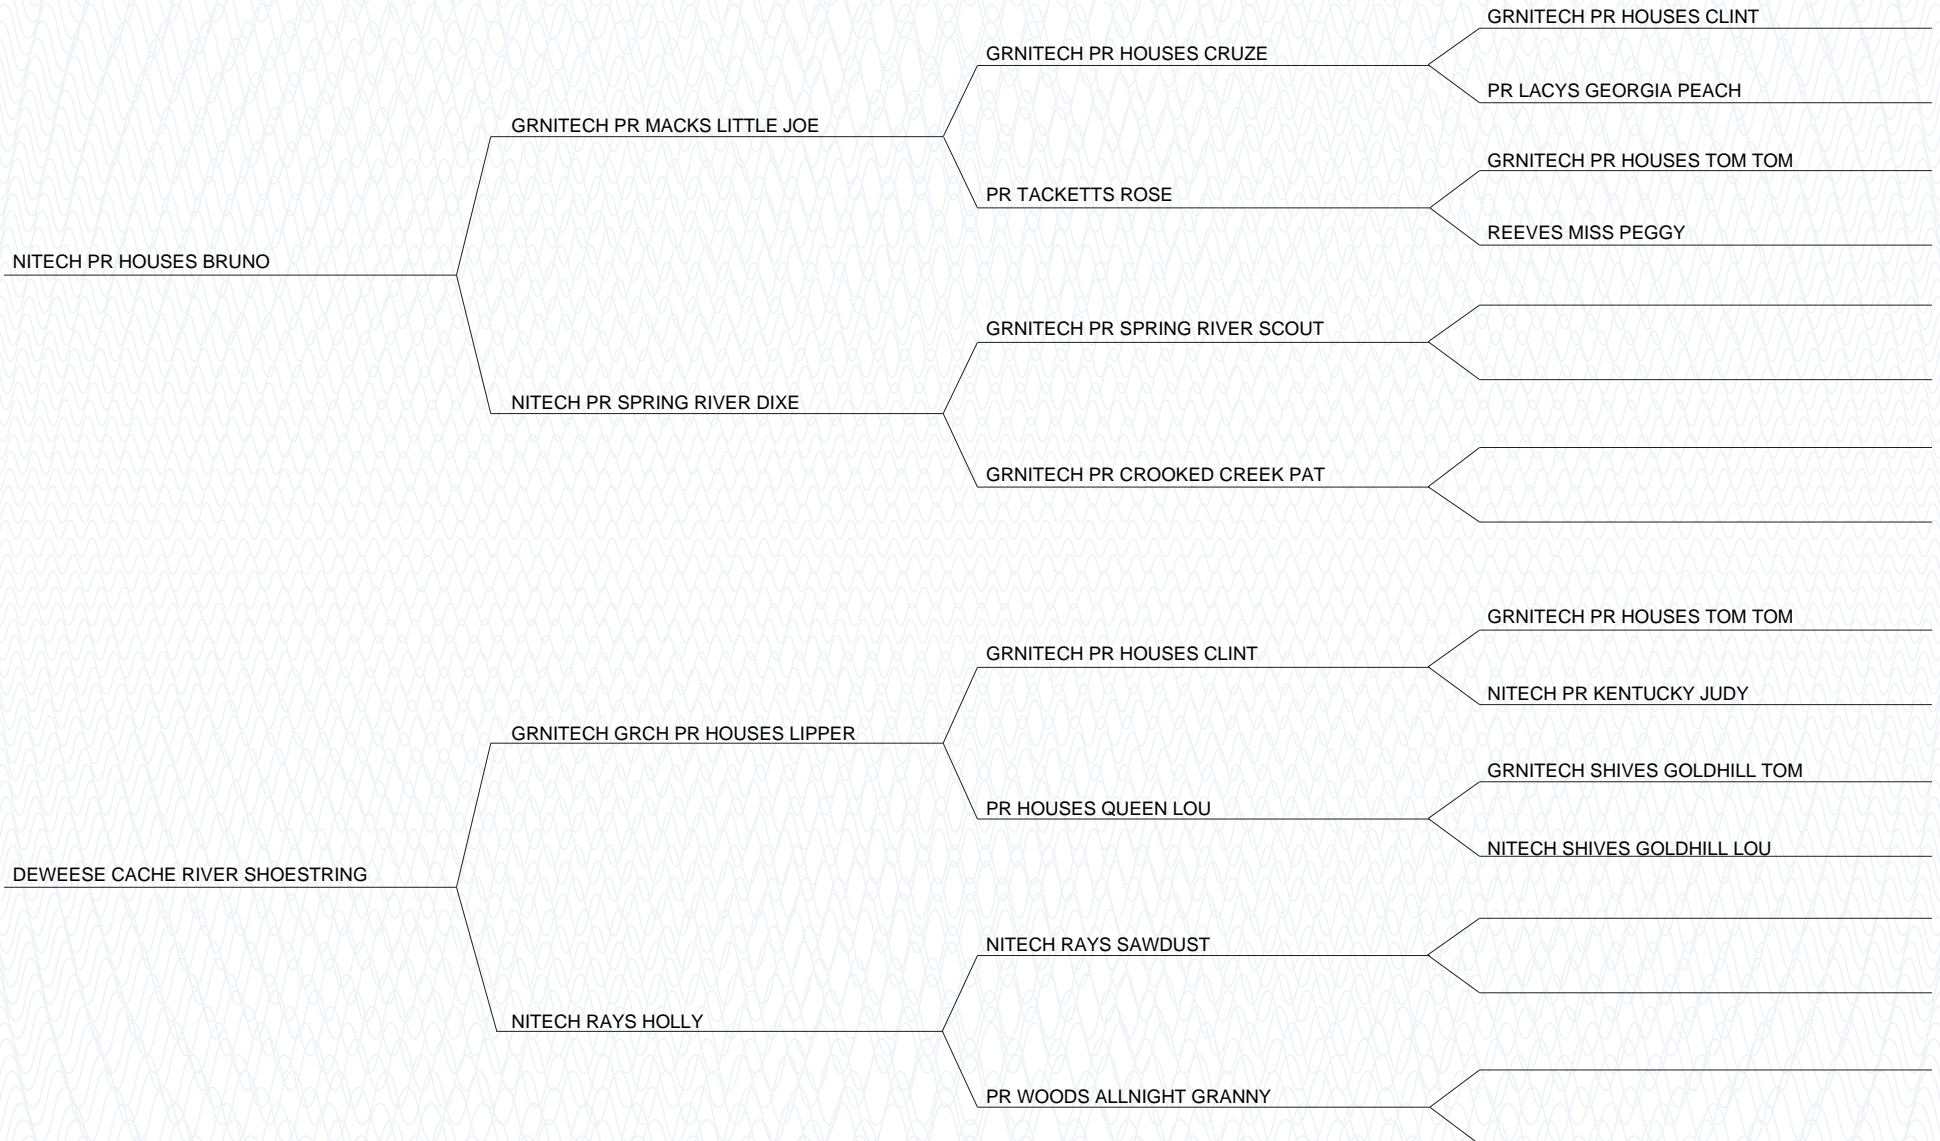 GRNITECH PR HOUSES CLINT
GRNITECH PR HOUSES CRUZE
PR LACYS GEORGIA PEACH
GRNITECH PR MACKS LITTLE JOE
GRNITECH PR HOUSES TOM TOM
PR TACKETTS ROSE
REEVES MISS PEGGY
NITECH PR HOUSES BRUNO
GRNITECH PR SPRING RIVER SCOUT
NITECH PR SPRING RIVER DIXE
GRNITECH PR CROOKED CREEK PAT
GRNITECH PR HOUSES TOM TOM
GRNITECH PR HOUSES CLINT
NITECH PR KENTUCKY JUDY
GRNITECH GRCH PR HOUSES LIPPER
GRNITECH SHIVES GOLDHILL TOM
PR HOUSES QUEEN LOU
NITECH SHIVES GOLDHILL LOU
DEWEESE CACHE RIVER SHOESTRING
NITECH RAYS SAWDUST
NITECH RAYS HOLLY
PR WOODS ALLNIGHT GRANNY